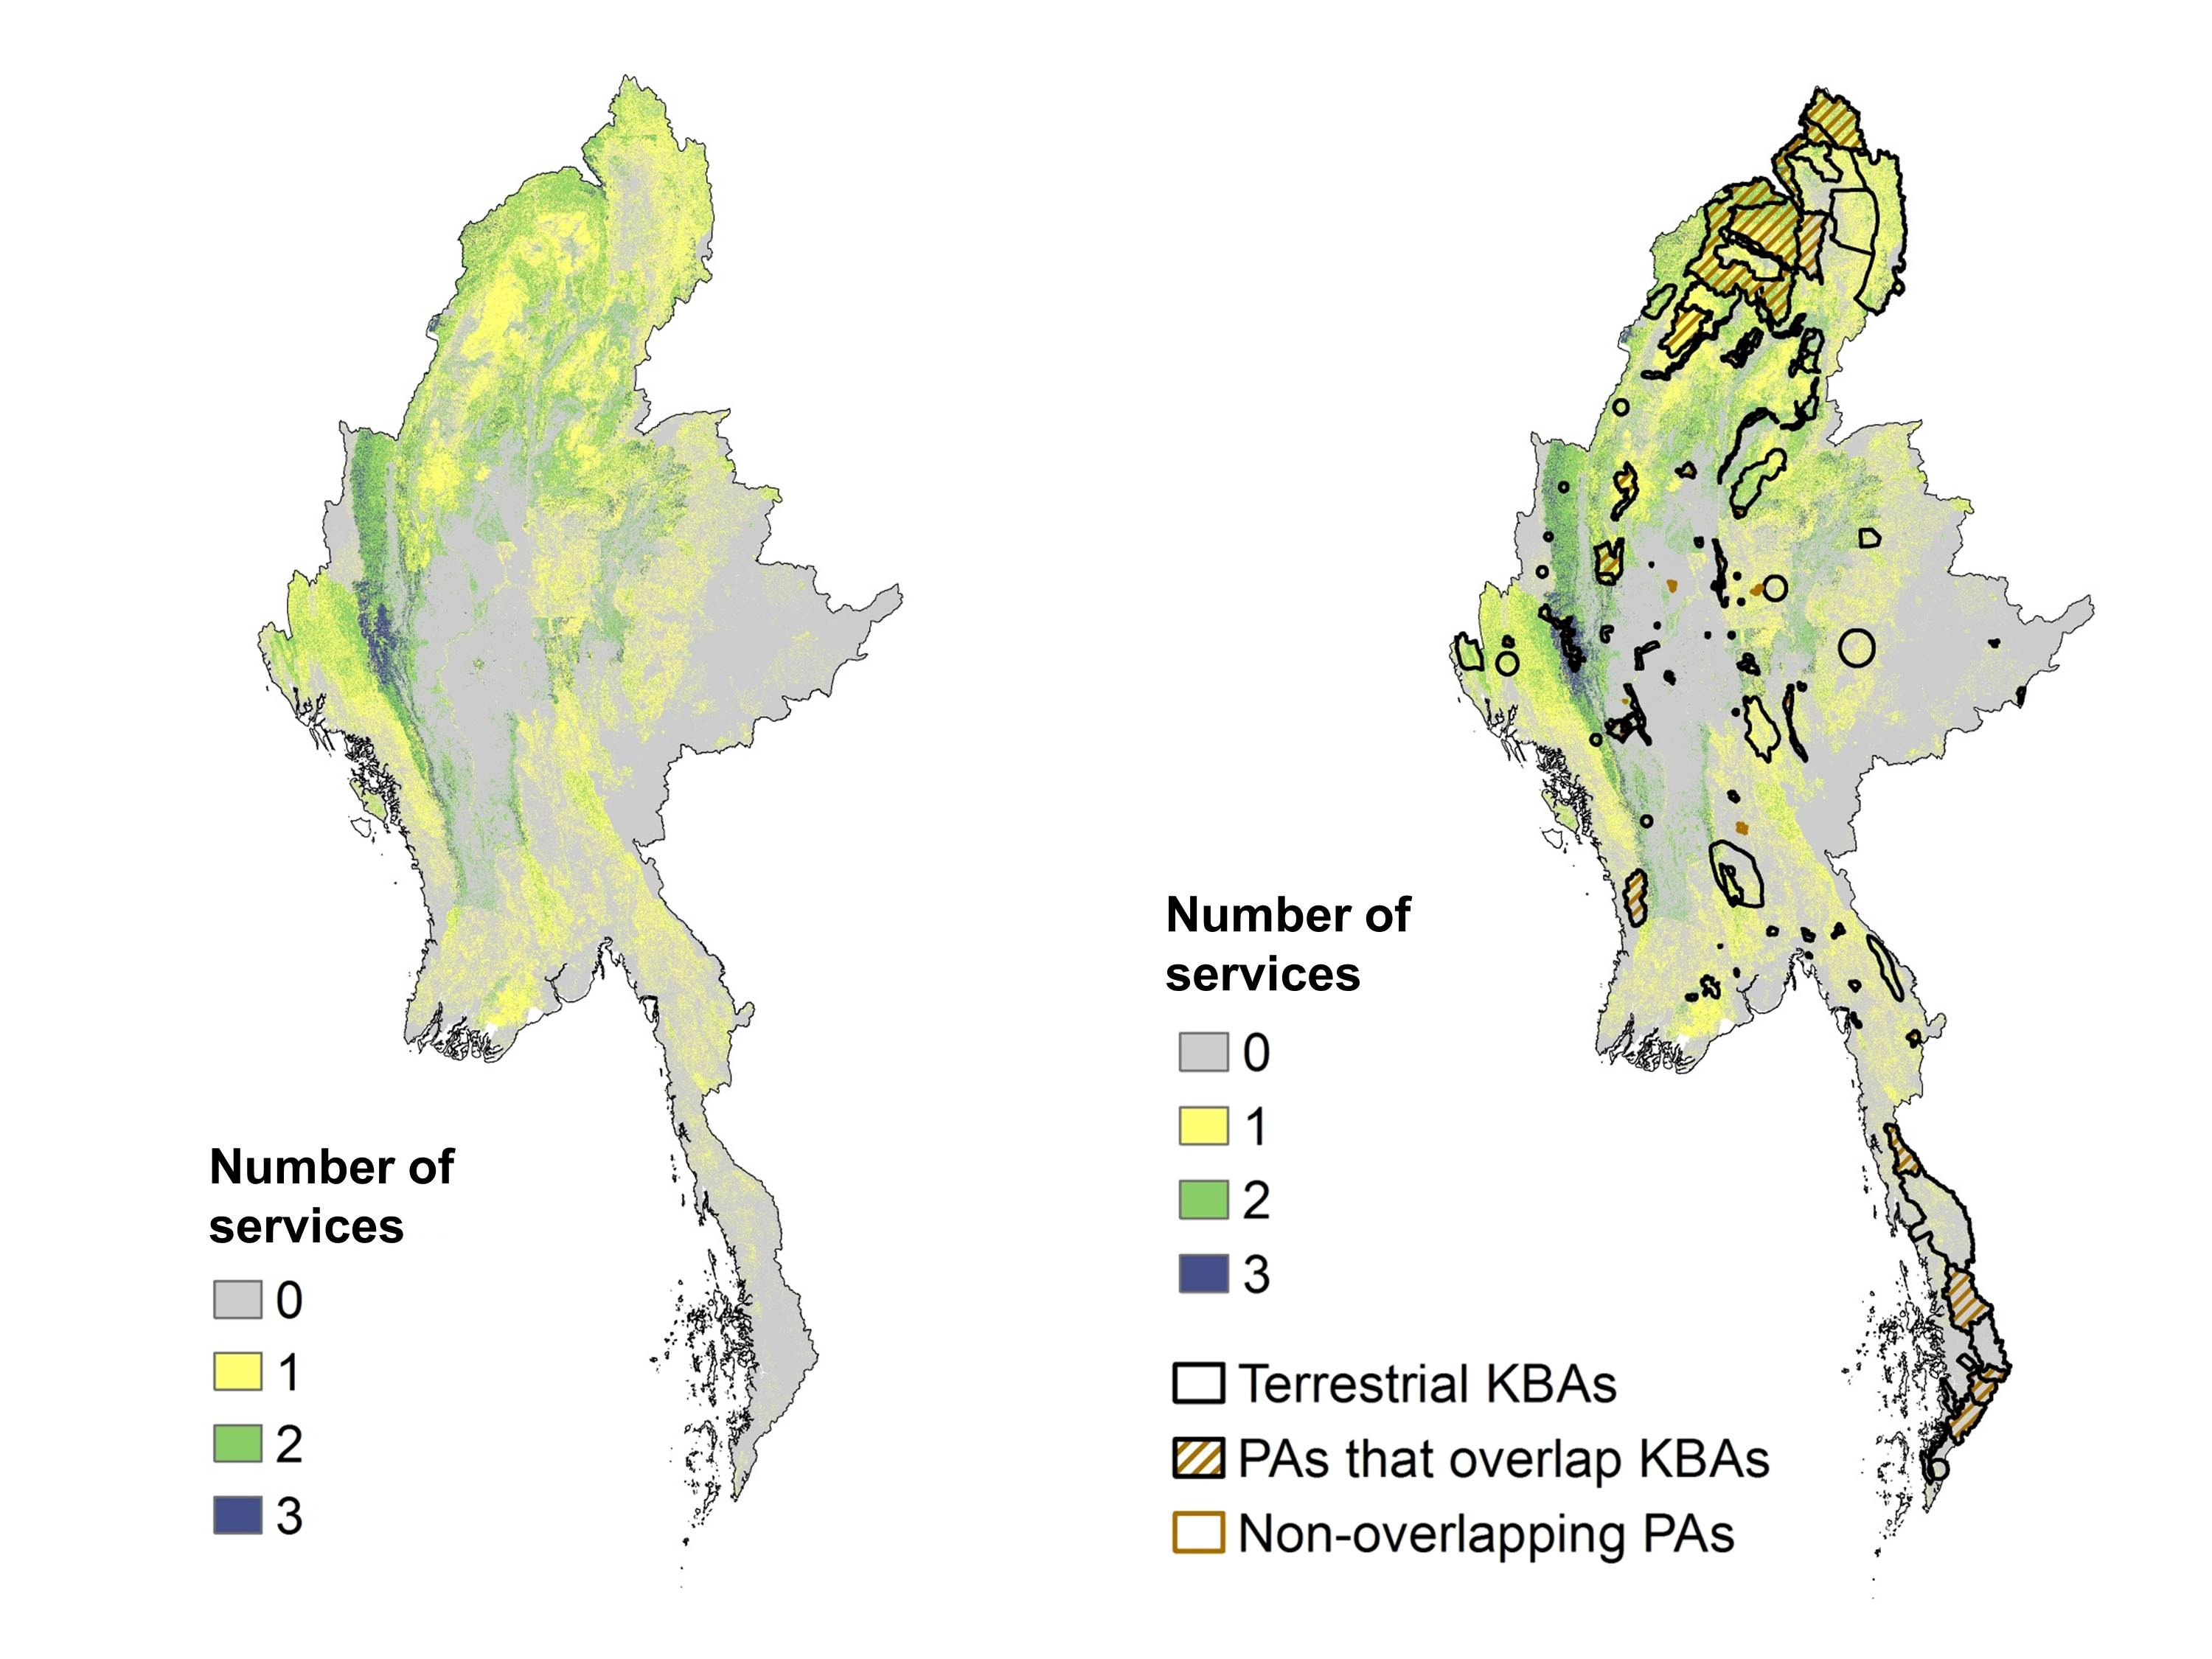 Number of
services
0
1
2
3
Number of
services
0
1
2
3
Terrestrial KBAs
PAs that overlap KBAs
Non-overlapping PAs